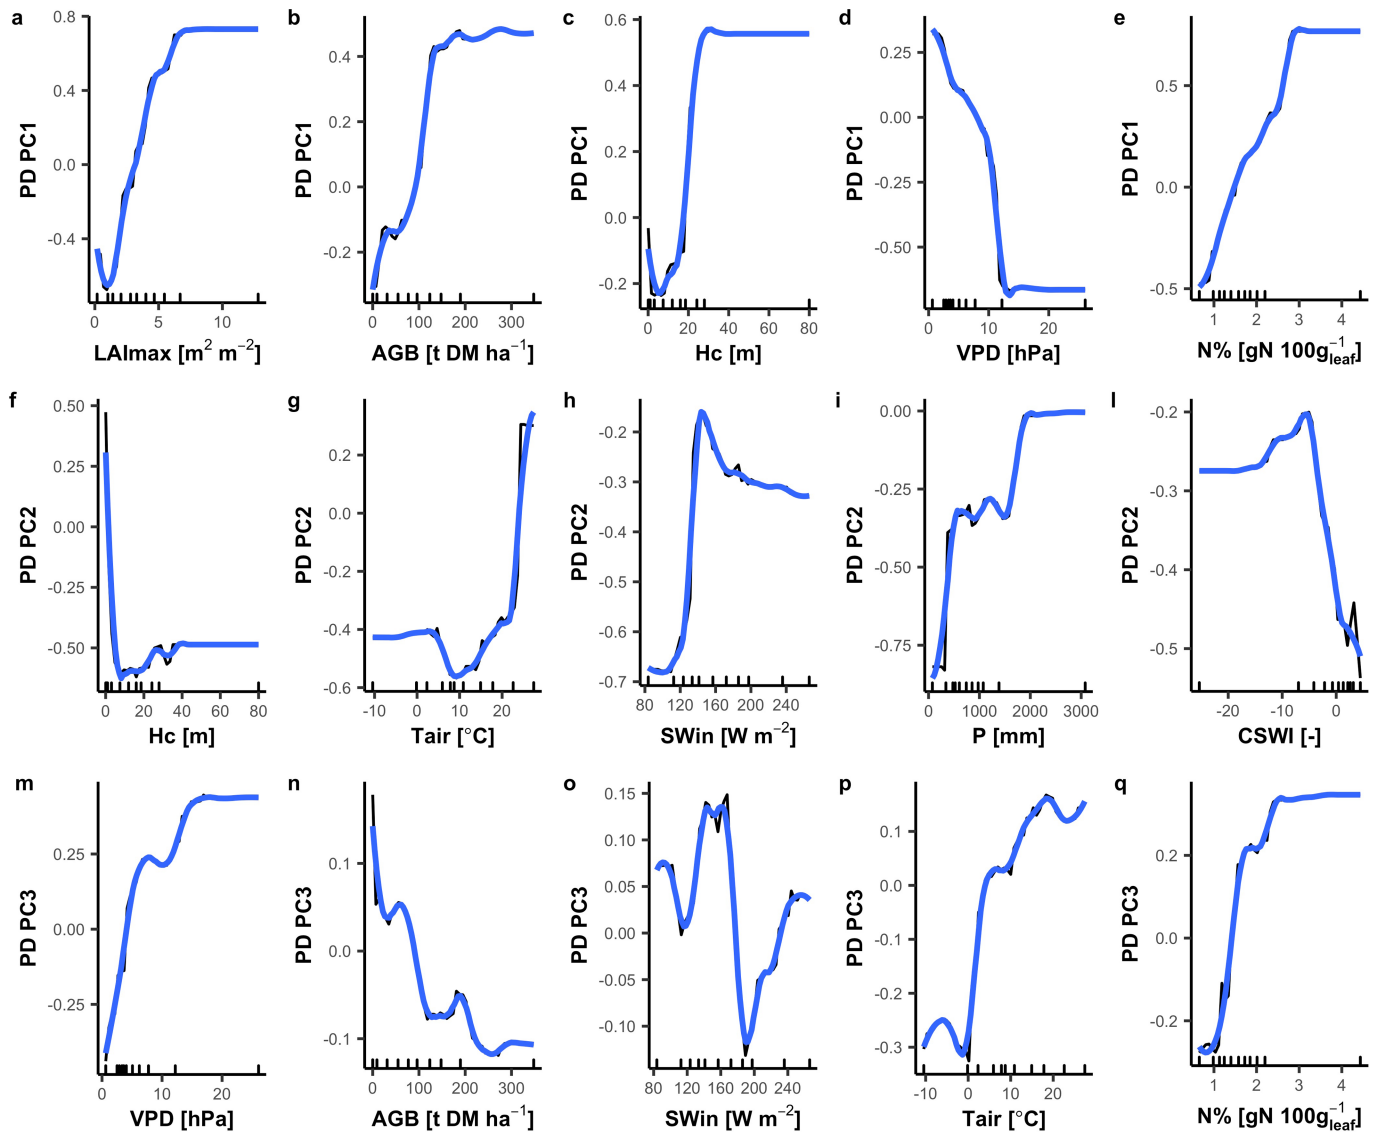 a
0.8
0.4
0.0
-0.4
PD PC1
0 5 10
LAImax [m² m⁻²]
b
0.4
0.2
0.0
-0.2
PD PC1
0 100 200 300
AGB [t DM ha⁻¹]
c
0.6
0.4
0.2
0.0
-0.2
PD PC1
0 20 40 60 80
Hc [m]
d
0.25
0.00
-0.25
-0.50
PD PC1
0 10 20
VPD [hPa]
e
0.5
0.0
-0.5
PD PC1
1 2 3 4
N% [gN 100g⁻¹leaf]
f
0.50
0.25
0.00
-0.25
-0.50
PD PC2
0 20 40 60 80
Hc [m]
g
0.2
0.0
-0.2
-0.4
-0.6
PD PC2
-10 0 10 20
Tair [°C]
h
-0.2
-0.3
-0.4
-0.5
-0.6
-0.7
PD PC2
80 120 160 200 240
SWin [W m⁻²]
i
0.00
-0.25
-0.50
-0.75
PD PC2
0 1000 2000 3000
P [mm]
l
-0.2
-0.3
-0.4
-0.5
PD PC2
-20 -10 0
CSWI [-]
m
0.25
0.00
-0.25
PD PC3
0 10 20
VPD [hPa]
n
0.1
0.0
-0.1
PD PC3
0 100 200 300
AGB [t DM ha⁻¹]
o
0.15
0.10
0.05
0.00
-0.05
-0.10
PD PC3
80 120 160 200 240
SWin [W m⁻²]
p
0.1
0.0
-0.1
-0.2
-0.3
PD PC3
-10 0 10 20
Tair [°C]
q
0.2
0.0
-0.2
PD PC3
1 2 3 4
N% [gN 100g⁻¹leaf]